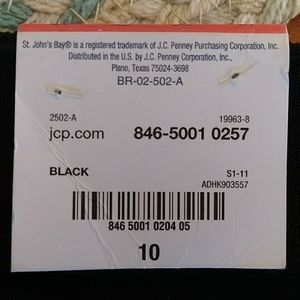 St. John's Bay® is a registered trademark of J.C. Penney Purchasing Corporation, Inc.
Distributed in the U.S. by J.C. Penney Corporation, Inc.,
Plano, Texas 75024-3698
BR-02-502-A
2502-A 19963-8
jcp.com 846-5001 0257
BLACK S1-11
ADHK903557
846 5001 0204 05
10